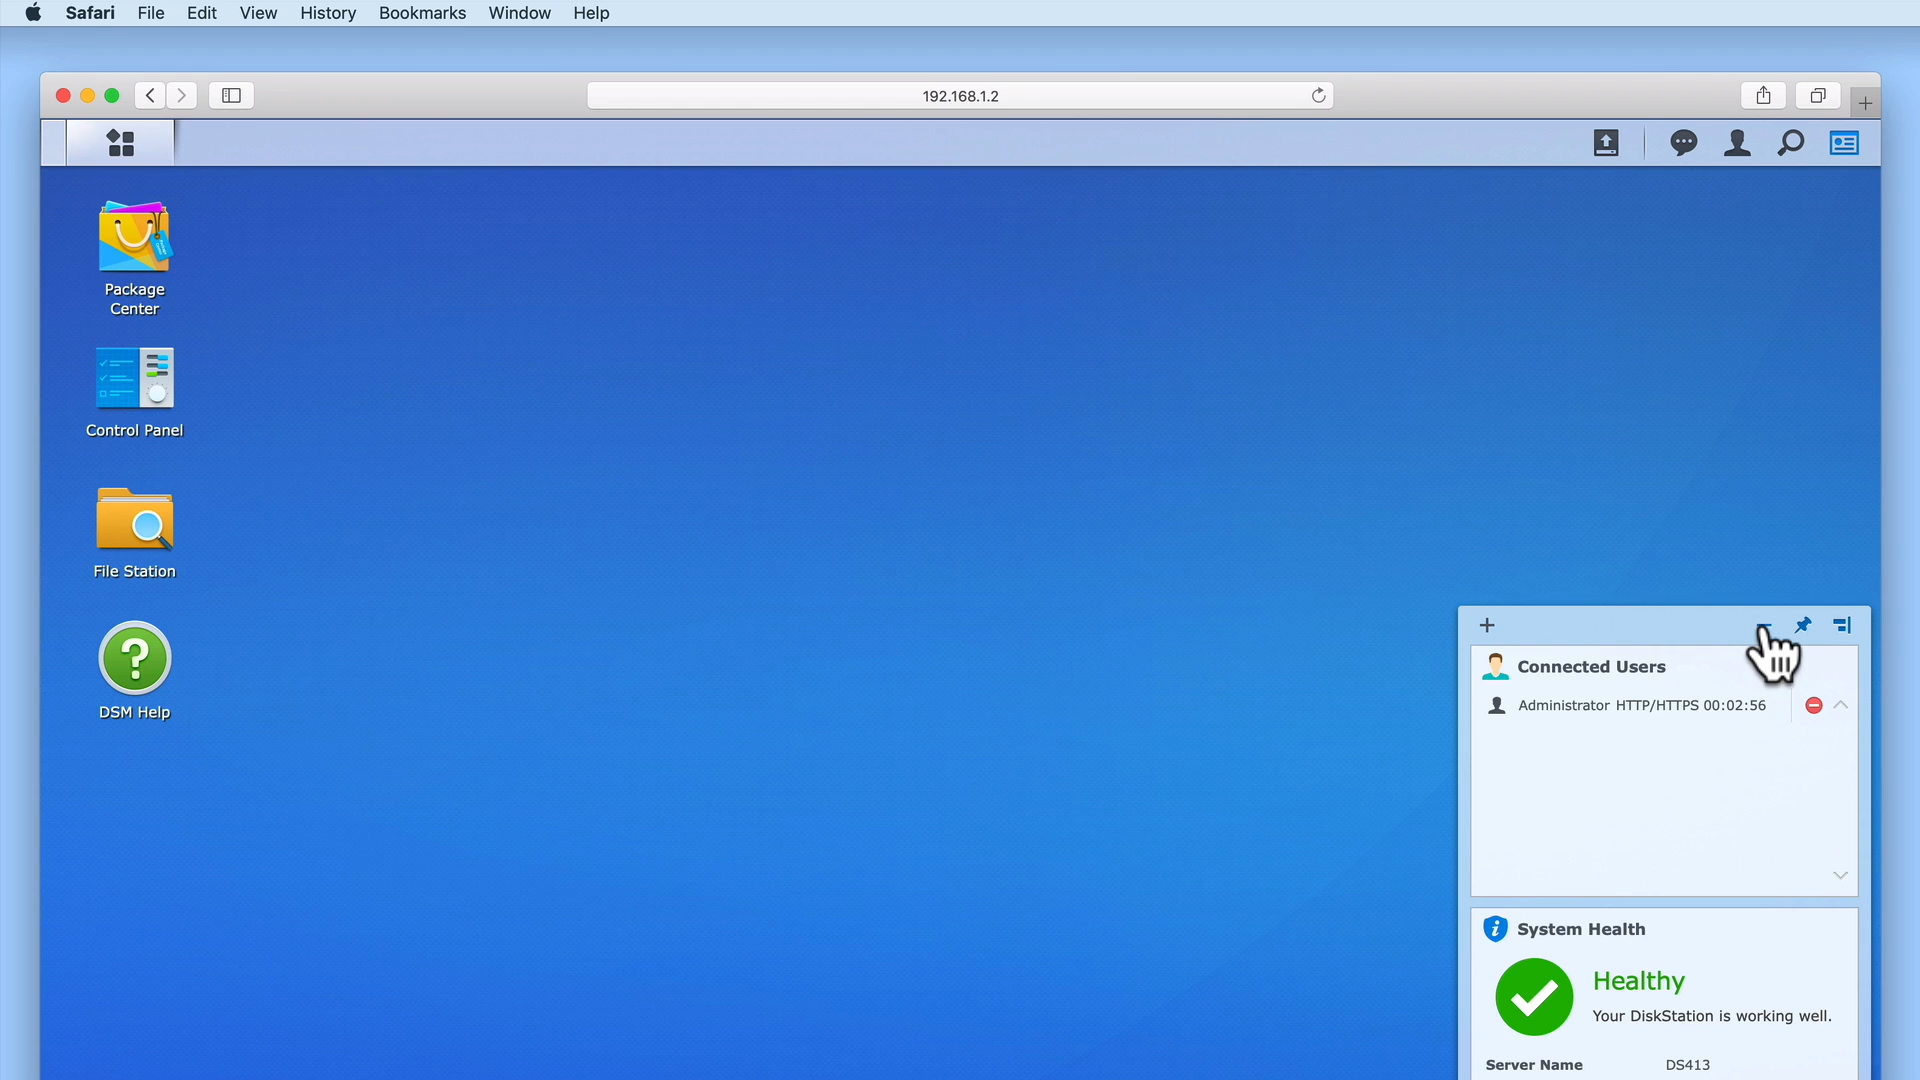 Safari File Edit View History Bookmarks Window Help
192.168.1.2
Package
Center
Control Panel
File Station
DSM Help
Connected Users
Administrator HTTP/HTTPS 00:02:56
System Health
Healthy
Your DiskStation is working well.
Server Name DS413